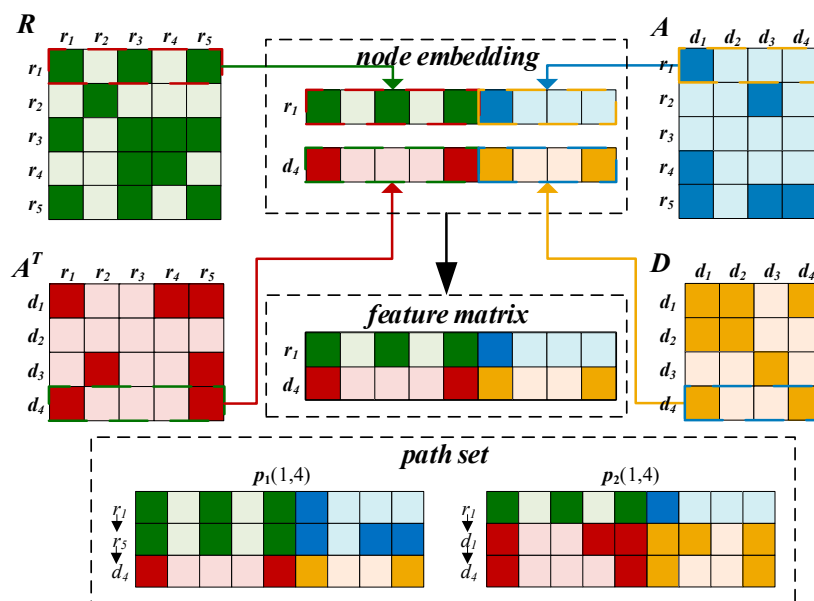 R
r1 r2 r3 r4 r5
r1
r2
r3
r4
r5
node embedding
r1
d4
A
d1 d2 d3 d4
r1
r2
r3
r4
r5
A^T
r1 r2 r3 r4 r5
d1
d2
d3
d4
feature matrix
r1
d4
D
d1 d2 d3 d4
d1
d2
d3
d4
path set
p1(1,4)
r1
r5
d4
p2(1,4)
r1
d1
d4